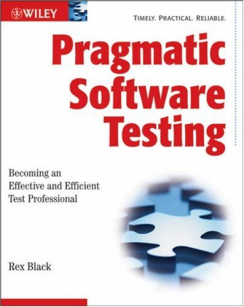 WILEY
TIMELY. PRACTICAL. RELIABLE.
Pragmatic
Software
Testing
Becoming an
Effective and Efficient
Test Professional
Rex Black